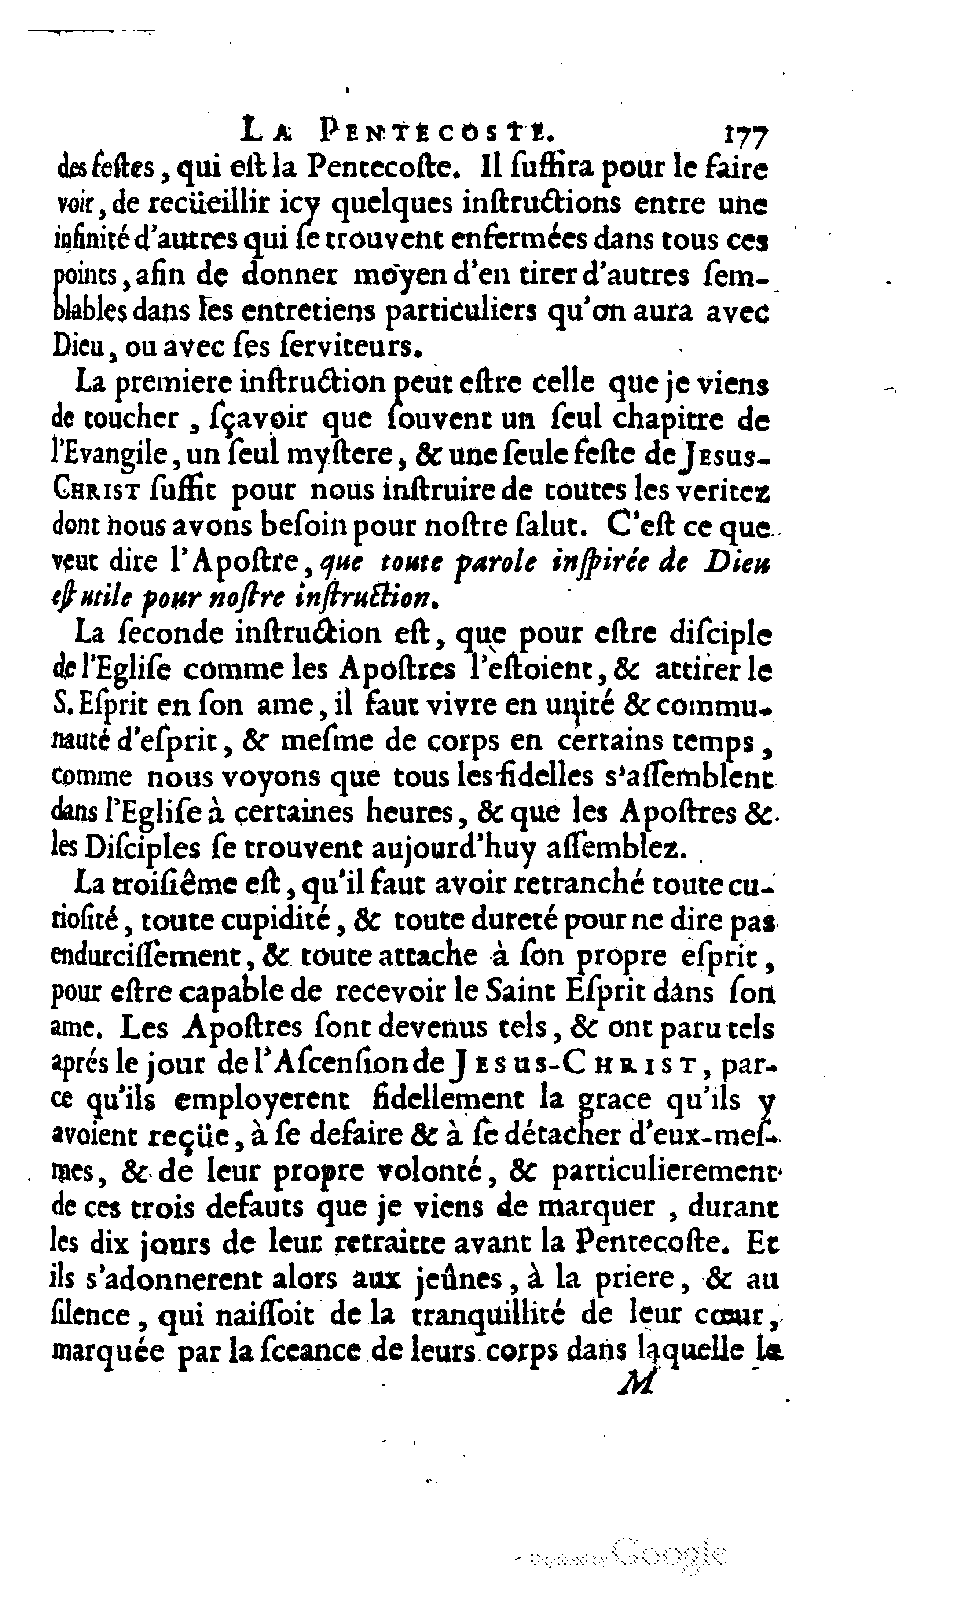 LA PENTECOSTE. 177
des festes, qui est la Pentecoste. Il ſuffira pour le faire
voir, de recüeillir icy quelques inſtructions entre une
infinité d'autres qui ſe trouvent enfermées dans tous ces
points, afin de donner moyen d'en tirer d'autres ſem-
blables dans les entretiens particuliers qu'on aura avec
Dieu, ou avec ſes ſerviteurs.
La premiere inſtruction peut eſtre celle que je viens
de toucher, ſçavoir que ſouvent un ſeul chapitre de
l'Evangile, un ſeul myſtere, & une ſeule feſte de JESUS-
CHRIST ſuffit pour nous inſtruire de toutes les veritez
dont nous avons beſoin pour noſtre ſalut. C'eſt ce que
veut dire l'Apoſtre, que toute parole inſpirée de Dieu
eſt utile pour noſtre inſtruction.
La ſeconde inſtruction eſt, que pour eſtre diſciple
de l'Egliſe comme les Apoſtres l'eſtoient, & attirer le
S. Eſprit en ſon ame, il faut vivre en unité & commu-
nauté d'eſprit, & meſme de corps en certains temps,
comme nous voyons que tous les fidelles s'aſſemblent
dans l'Egliſe à certaines heures, & que les Apoſtres &
les Diſciples ſe trouvent aujourd'huy aſſemblez.
La troiſiême eſt, qu'il faut avoir retranché toute cu-
rioſité, toute cupidité, & toute dureté pour ne dire pas
endurciſſement, & toute attache à ſon propre eſprit,
pour eſtre capable de recevoir le Saint Eſprit dans ſon
ame. Les Apoſtres ſont devenus tels, & ont paru tels
aprés le jour de l'Aſcenſion de JESUS-CHRIST, par-
ce qu'ils employerent fidellement la grace qu'ils y
avoient reçüe, à ſe defaire & à ſe détacher d'eux-meſ-
mes, & de leur propre volonté, & particulierement
de ces trois defauts que je viens de marquer, durant
les dix jours de leur retraitte avant la Pentecoſte. Et
ils s'adonnerent alors aux jeûnes, à la priere, & au
ſilence, qui naiſſoit de la tranquillité de leur cœur,
marquée par la ſceance de leurs corps dans laquelle le
M
Digitized by Google